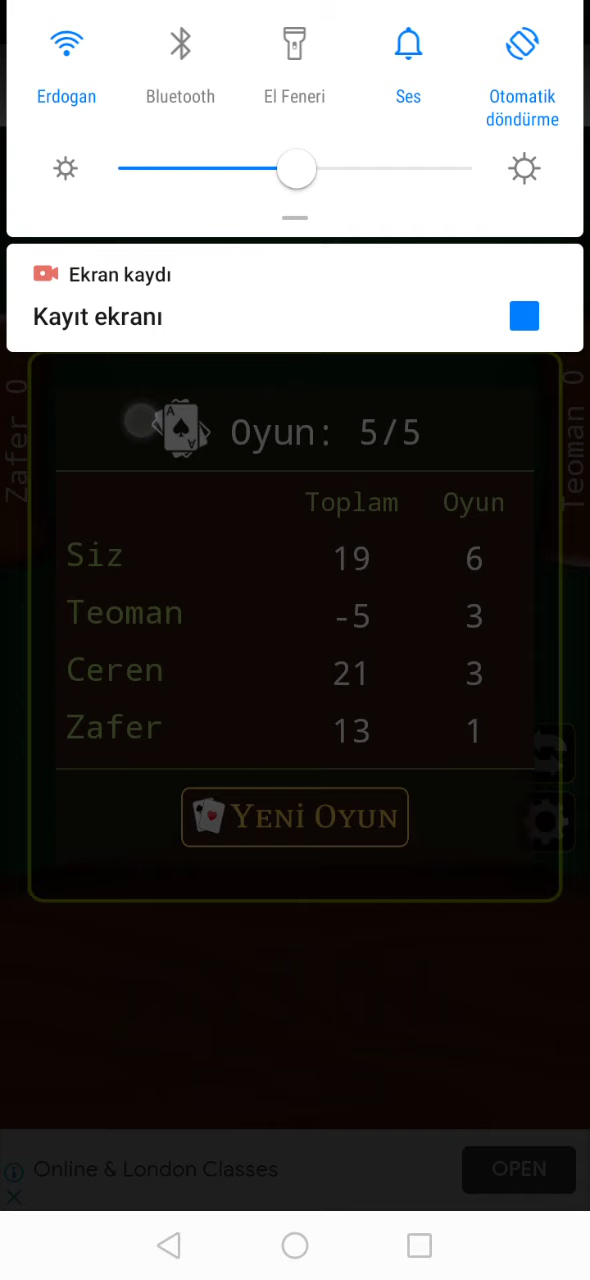 Erdogan
Bluetooth
El Feneri
Ses
Otomatik döndürme
Ekran kaydı
Kayıt ekranı
Zafer 0
Teoman 0
A
A
Oyun: 5/5
Toplam Oyun
Siz 19 6
Teoman -5 3
Ceren 21 3
Zafer 13 1
YENİ OYUN
Online & London Classes
OPEN